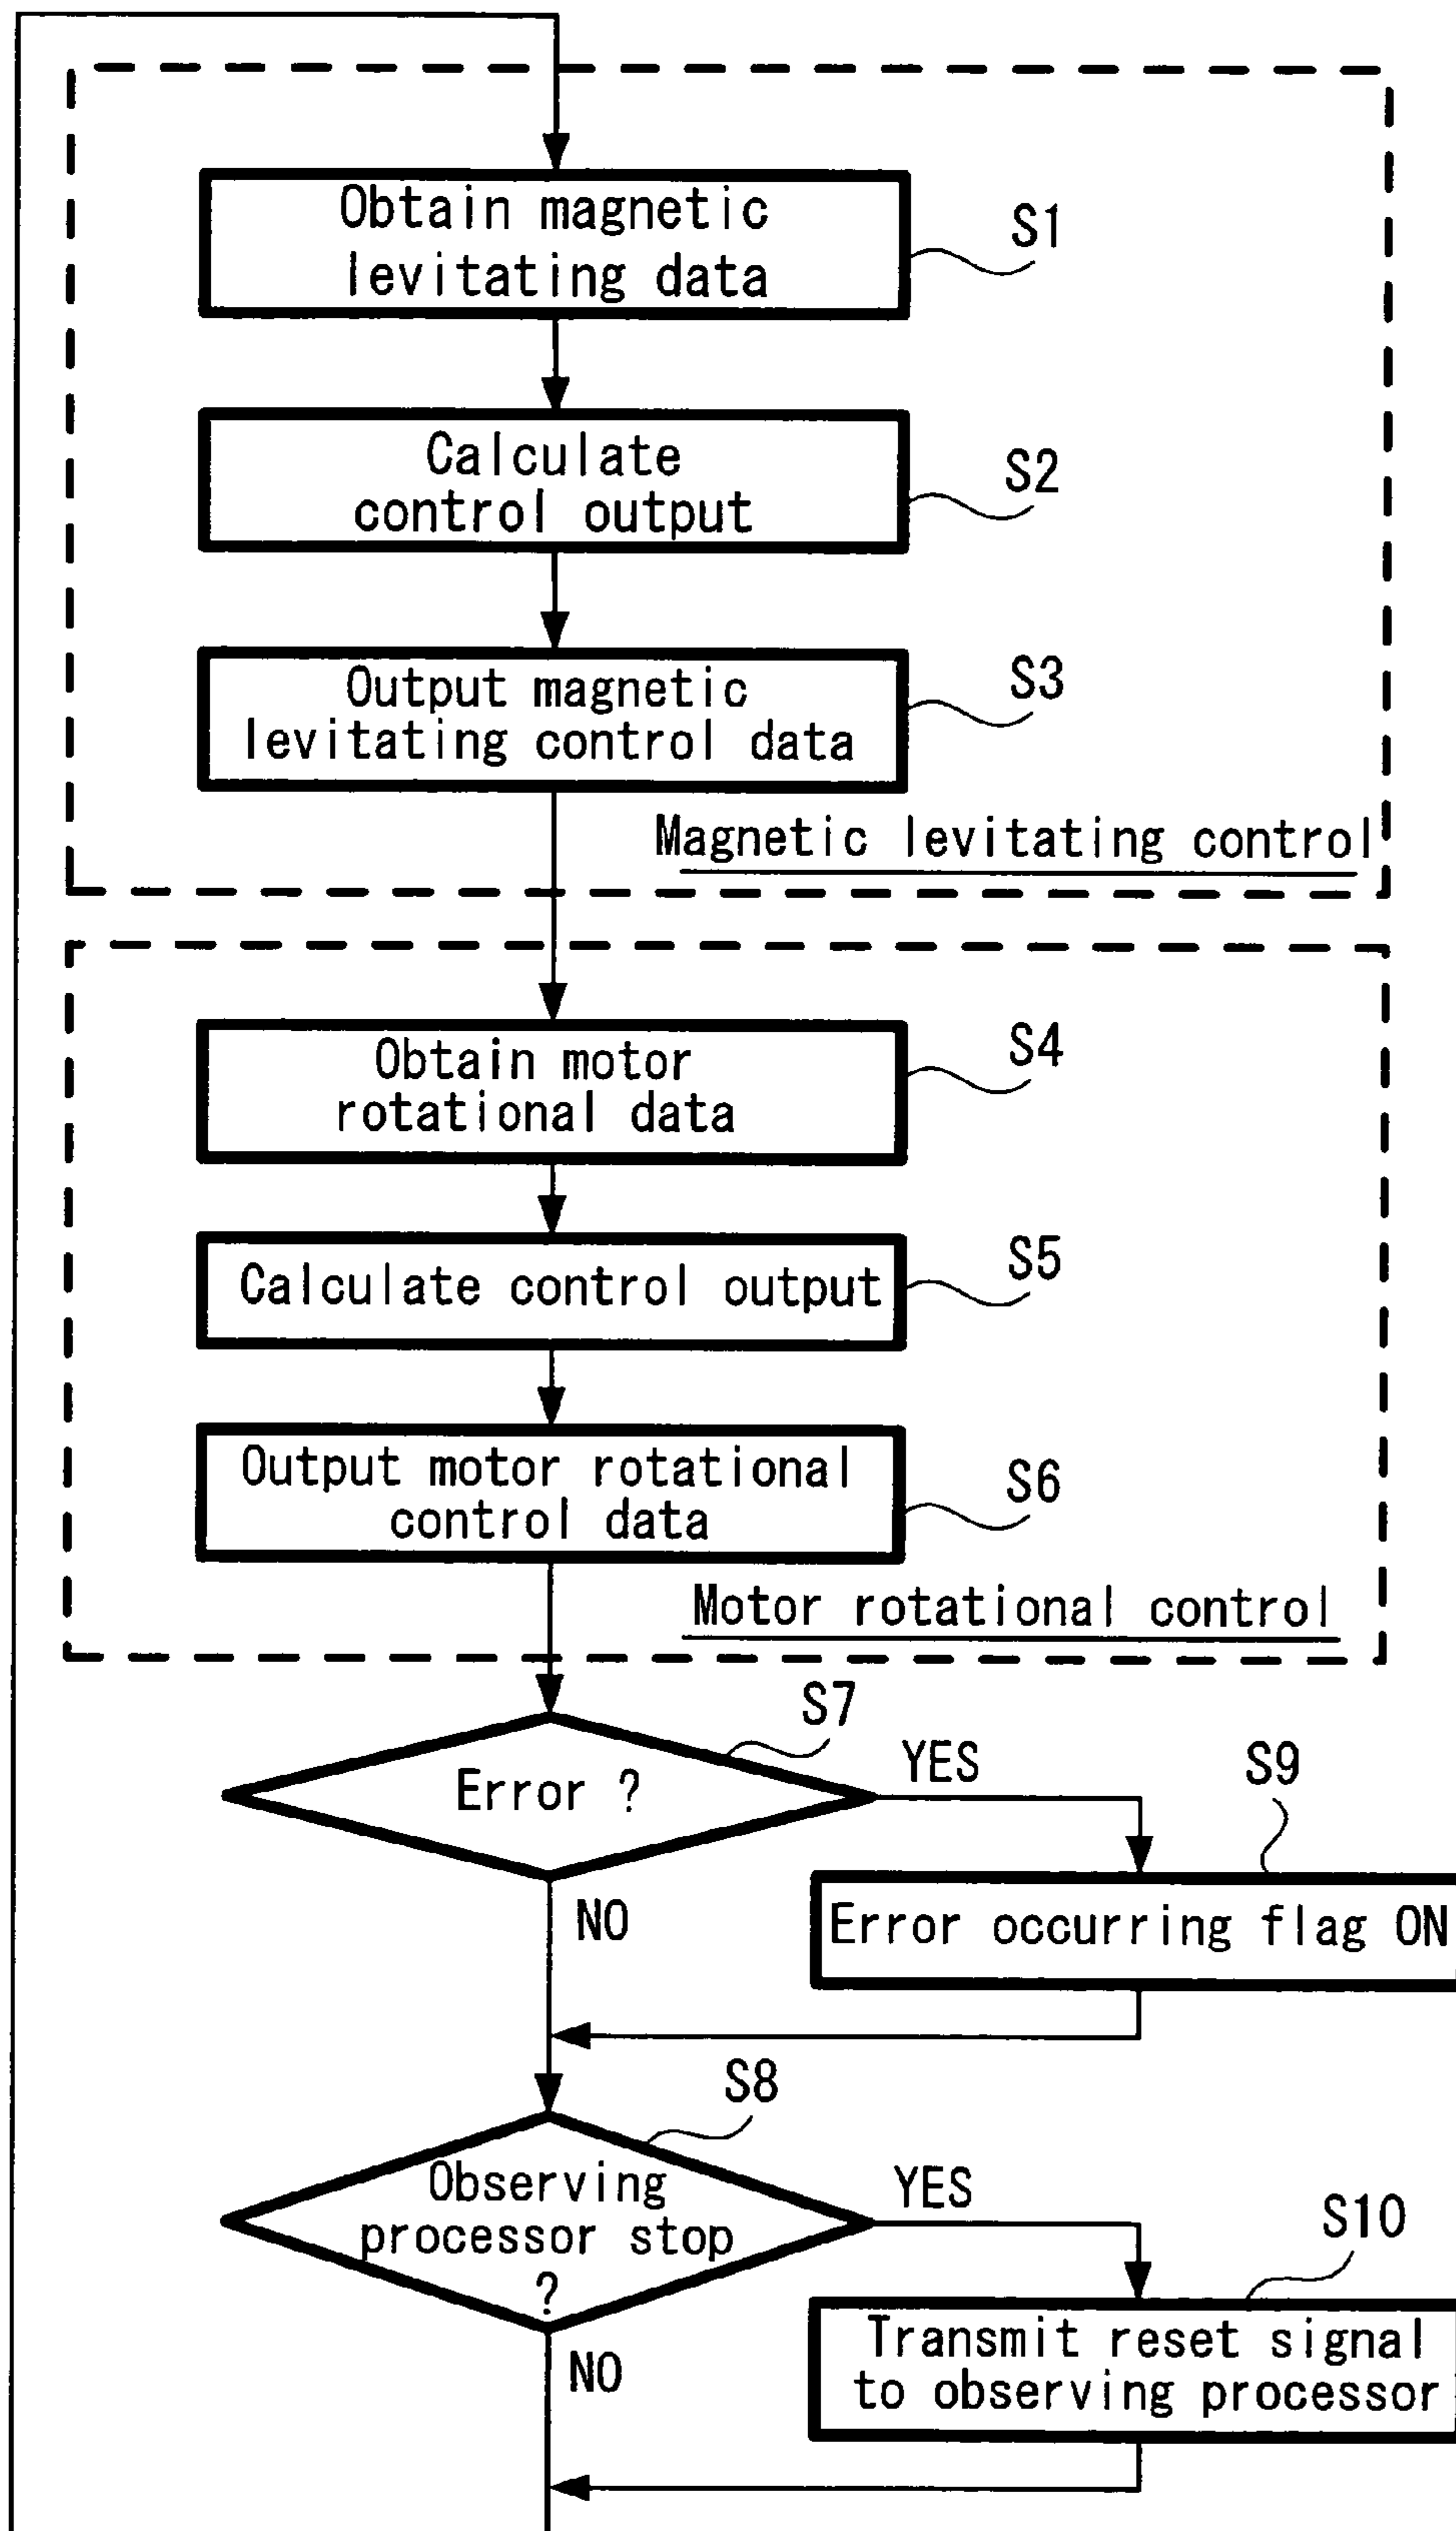 Obtain magnetic
levitating data
S1
Calculate
control output
S2
Output magnetic
levitating control data
S3
Magnetic levitating control
Obtain motor
rotational data
S4
Calculate control output
S5
Output motor rotational
control data
S6
Motor rotational control
S7
Error ?
YES
S9
NO
Error occurring flag ON
S8
Observing
processor stop
?
YES
S10
NO
Transmit reset signal
to observing processor